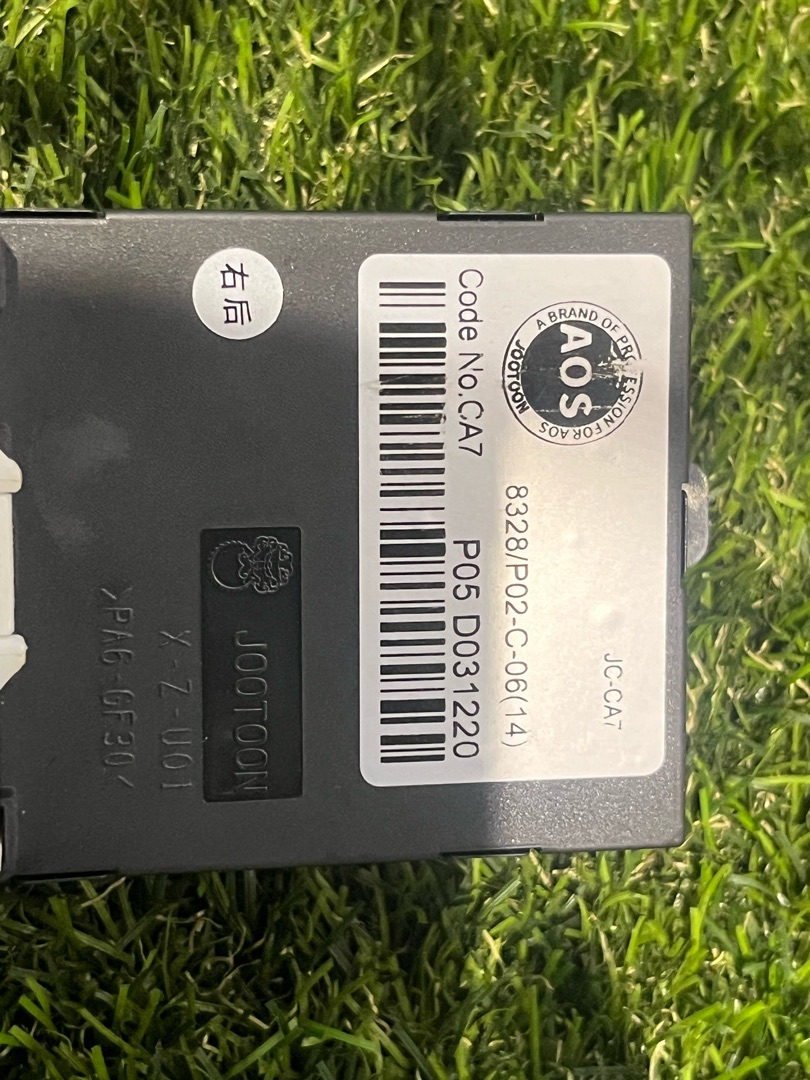 JC-CA7
A BRAND OF PROFESSION FOR AOS
AOS
JOOTOON
8328/P02-C-06(14)
Code No.CA7 P05 D031220
右后
JOOTOON
X-Z-U01
>PA6-GF30<